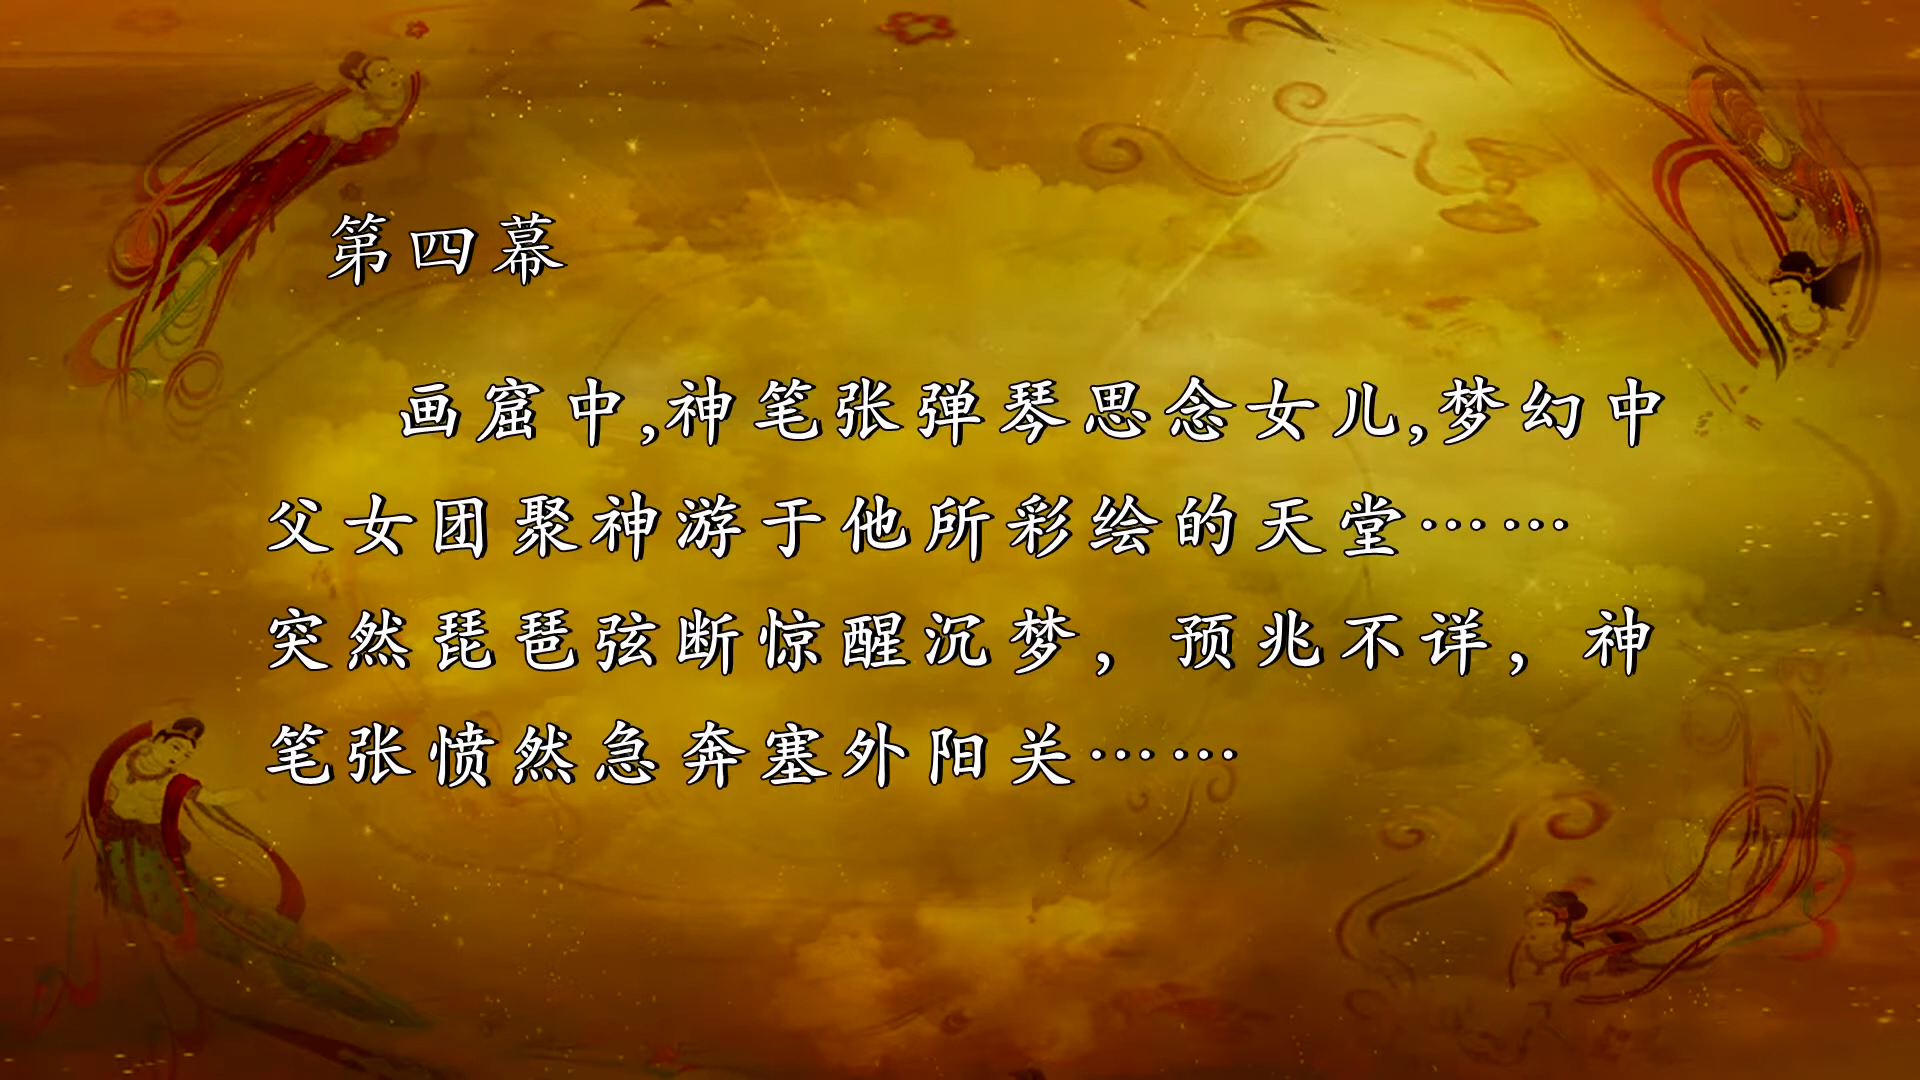 第四幕
画窟中,神笔张弹琴思念女儿,梦幻中
父女团聚神游于他所彩绘的天堂……
突然琵琶弦断惊醒沉梦，预兆不详，神
笔张愤然急奔塞外阳关……